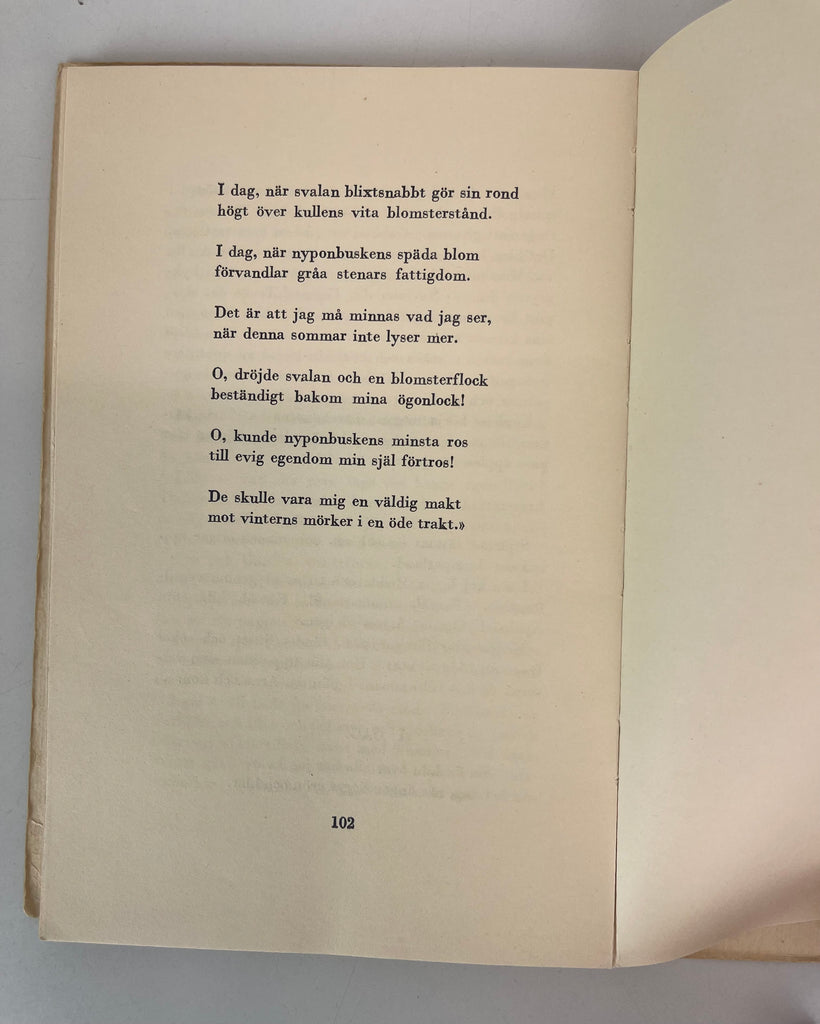 I dag, när svalan blixtsnabbt gör sin rond
högt över kullens vita blomsterstånd.
I dag, när nyponbuskens späda blom
förvandlar gråa stenars fattigdom.
Det är att jag må minnas vad jag ser,
när denna sommar inte lyser mer.
O, dröjde svalan och en blomsterflock
beständigt bakom mina ögonlock!
O, kunde nyponbuskens minsta ros
till evig egendom min själ förtros!
De skulle vara mig en väldig makt
mot vinterns mörker i en öde trakt.»
102